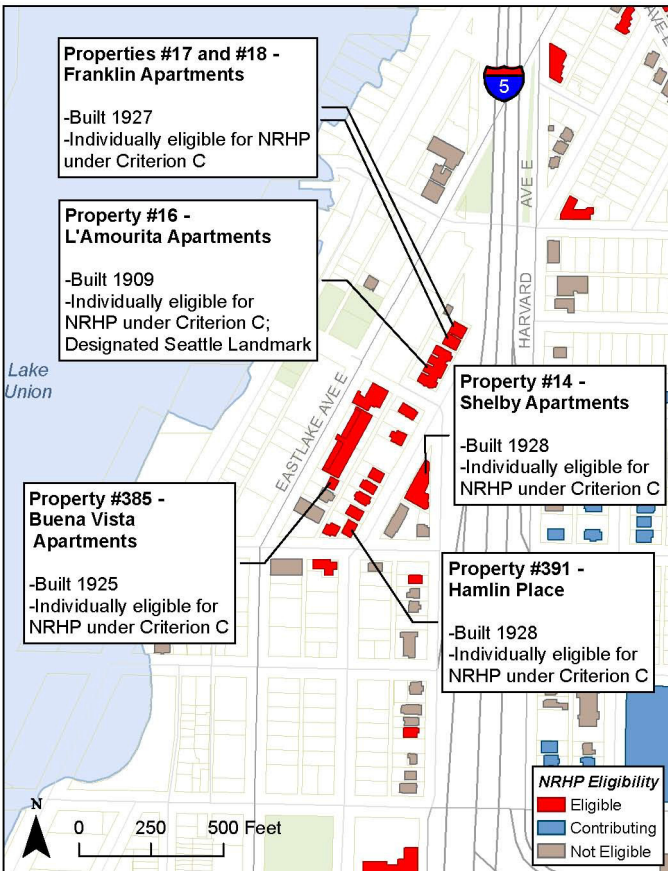 Properties #17 and #18 -
Franklin Apartments
-Built 1927
-Individually eligible for NRHP
under Criterion C
5
AVE E
HARVARD
Property #16 -
L'Amourita Apartments
-Built 1909
-Individually eligible for
NRHP under Criterion C;
Designated Seattle Landmark
Lake
Union
EASTLAKE AVE E
Property #14 -
Shelby Apartments
-Built 1928
-Individually eligible for
NRHP under Criterion C
Property #385 -
Buena Vista
Apartments
-Built 1925
-Individually eligible for
NRHP under Criterion C
Property #391 -
Hamlin Place
-Built 1928
-Individually eligible for
NRHP under Criterion C
NRHP Eligibility
Eligible
Contributing
Not Eligible
N
0 250 500 Feet